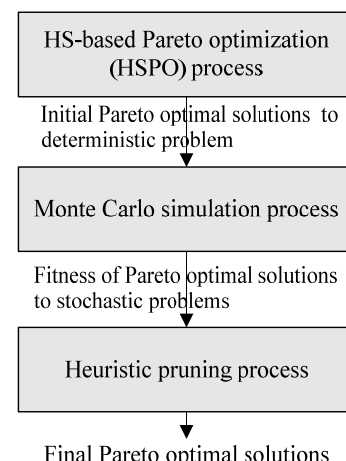 HS-based Pareto optimization
(HSPO) process
Initial Pareto optimal solutions to
deterministic problem
Monte Carlo simulation process
Fitness of Pareto optimal solutions
to stochastic problems
Heuristic pruning process
Final Pareto optimal solutions